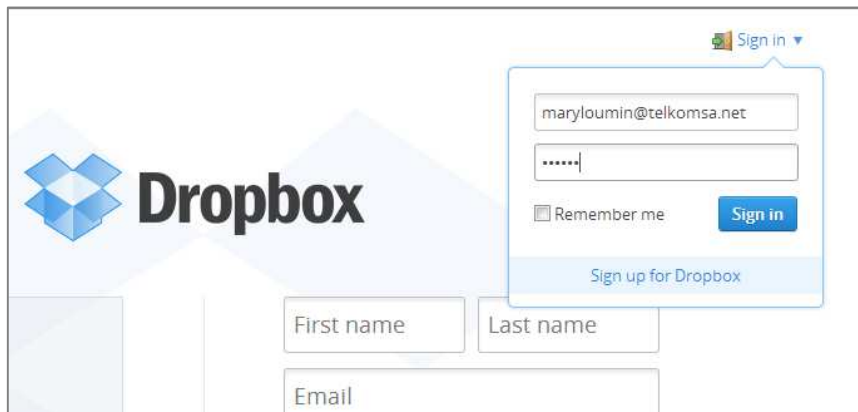 Sign in ▼
maryloumin@telkomsa.net
••••••
Remember me
Sign in
Sign up for Dropbox
Dropbox
First name
Last name
Email